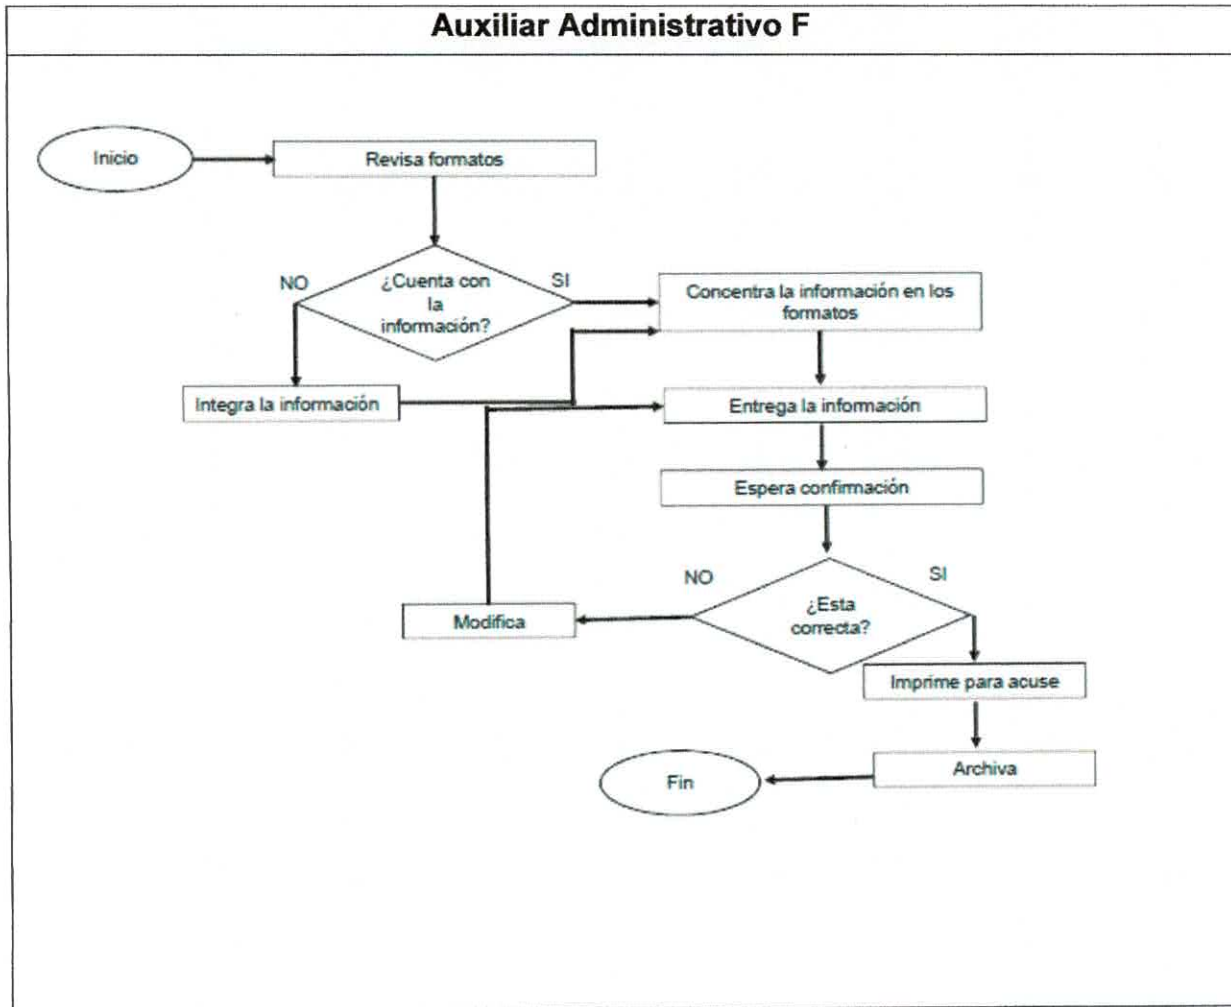 Auxiliar Administrativo F
Inicio
Revisa formatos
¿Cuenta con
la
información?
NO
SI
Concentra la información en los
formatos
Integra la información
Entrega la información
Espera confirmación
¿Esta
correcta?
NO
SI
Modifica
Imprime para acuse
Archiva
Fin